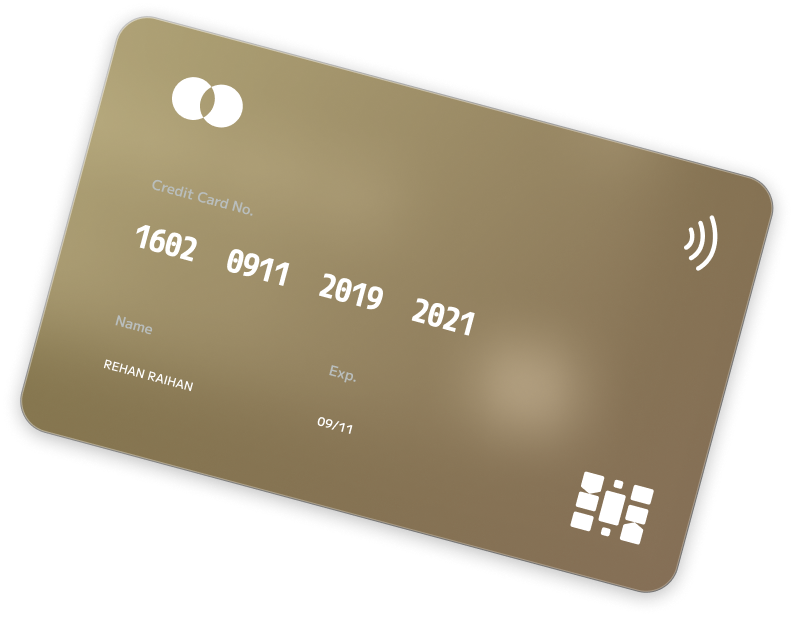 Credit Card No.
1602 0911 2019 2021
Name
REHAN RAIHAN
Exp.
09/11